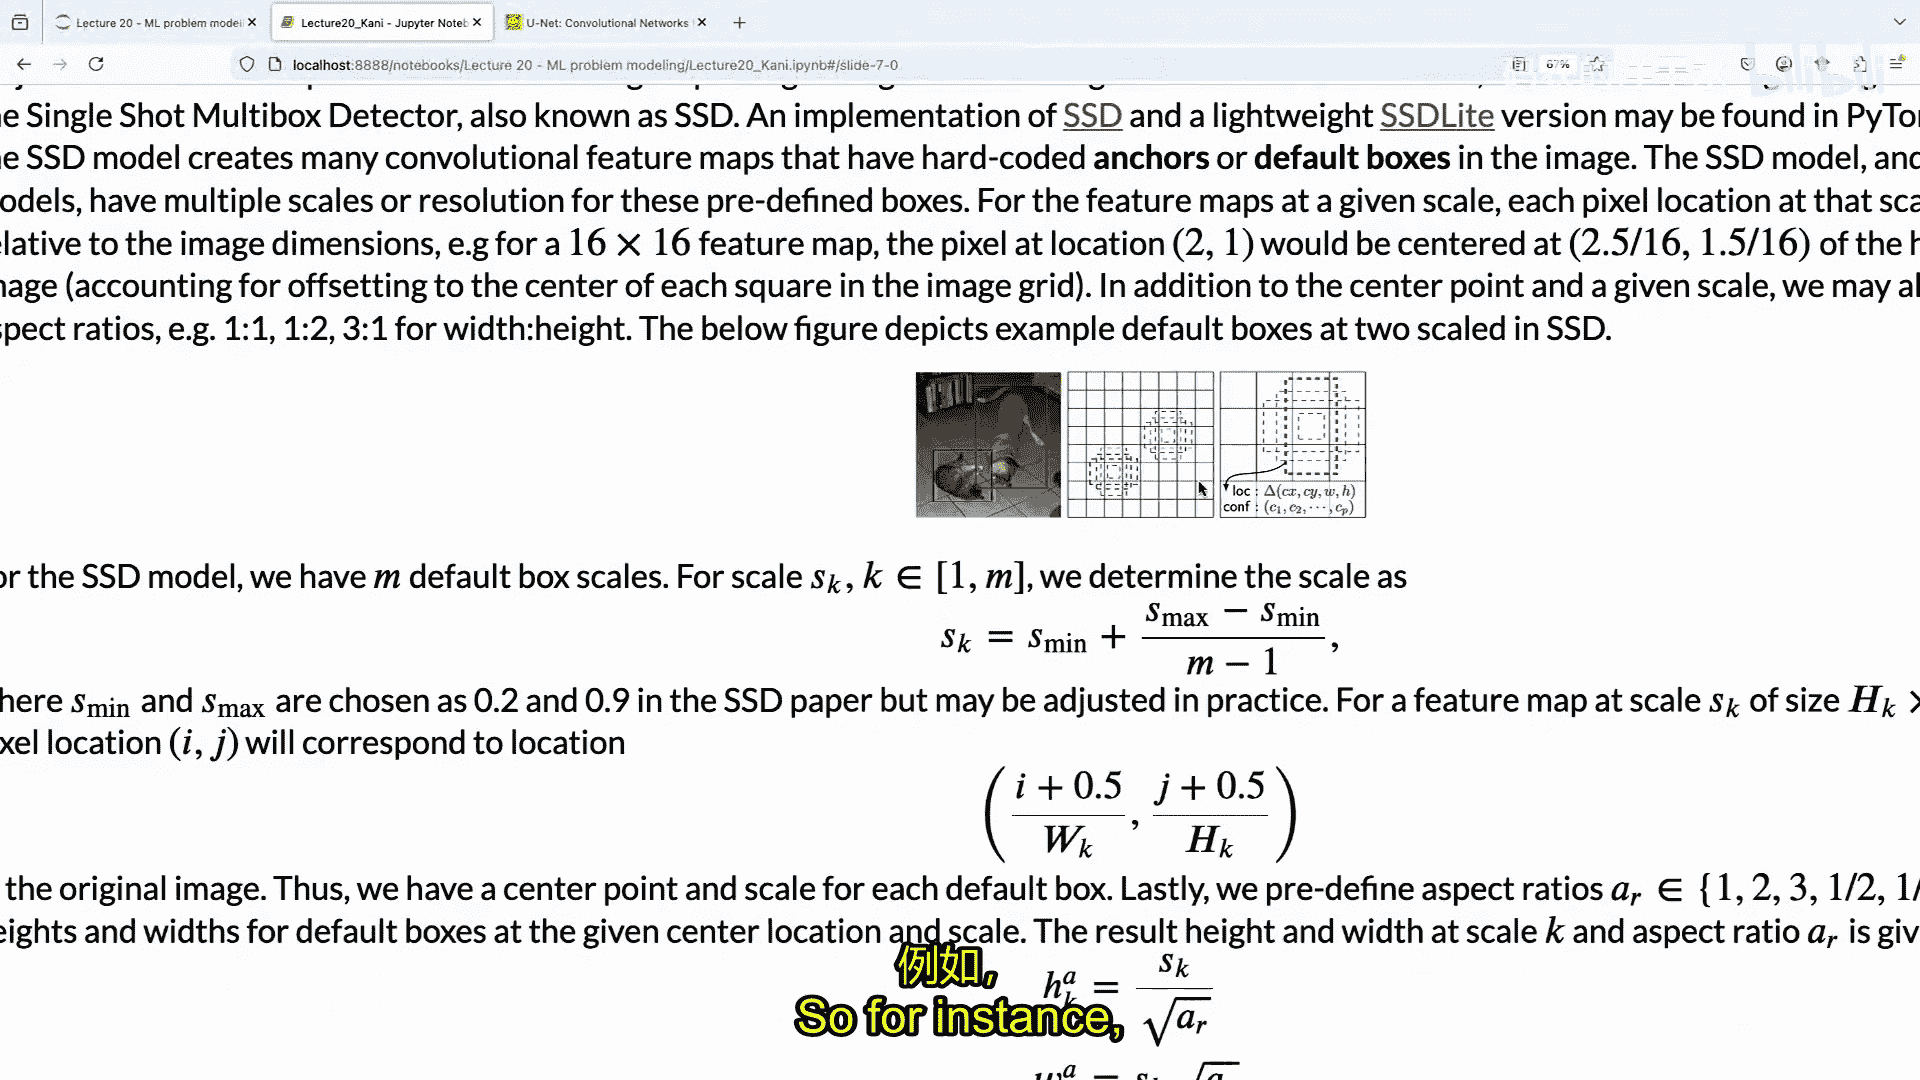 Lecture 20 - ML problem modeli
Lecture20_Kani - Jupyter Noteb
U-Net: Convolutional Networks
localhost:8888/notebooks/Lecture 20 - ML problem modeling/Lecture20_Kani.ipynb#/slide-7-0
67%
e Single Shot Multibox Detector, also known as SSD. An implementation of SSD and a lightweight SSDLite version may be found in PyTor
e SSD model creates many convolutional feature maps that have hard-coded anchors or default boxes in the image. The SSD model, and
odels, have multiple scales or resolution for these pre-defined boxes. For the feature maps at a given scale, each pixel location at that sca
elative to the image dimensions, e.g for a 16 × 16 feature map, the pixel at location (2, 1) would be centered at (2.5/16, 1.5/16) of the h
nage (accounting for offsetting to the center of each square in the image grid). In addition to the center point and a given scale, we may al
spect ratios, e.g. 1:1, 1:2, 3:1 for width:height. The below figure depicts example default boxes at two scaled in SSD.
loc : Δ(cx, cy, w, h)
conf : (c₁, c₂, ⋯, cₚ)
or the SSD model, we have m default box scales. For scale sₖ, k ∈ [1, m], we determine the scale as
sₖ = s_min + (s_max − s_min)/(m − 1),
here s_min and s_max are chosen as 0.2 and 0.9 in the SSD paper but may be adjusted in practice. For a feature map at scale sₖ of size Hₖ ×
xel location (i, j) will correspond to location
((i + 0.5)/Wₖ, (j + 0.5)/Hₖ)
the original image. Thus, we have a center point and scale for each default box. Lastly, we pre-define aspect ratios aᵣ ∈ {1, 2, 3, 1/2, 1/
eights and widths for default boxes at the given center location and scale. The result height and width at scale k and aspect ratio aᵣ is giv
hₖᵃ = sₖ/√aᵣ
例如,
So for instance,